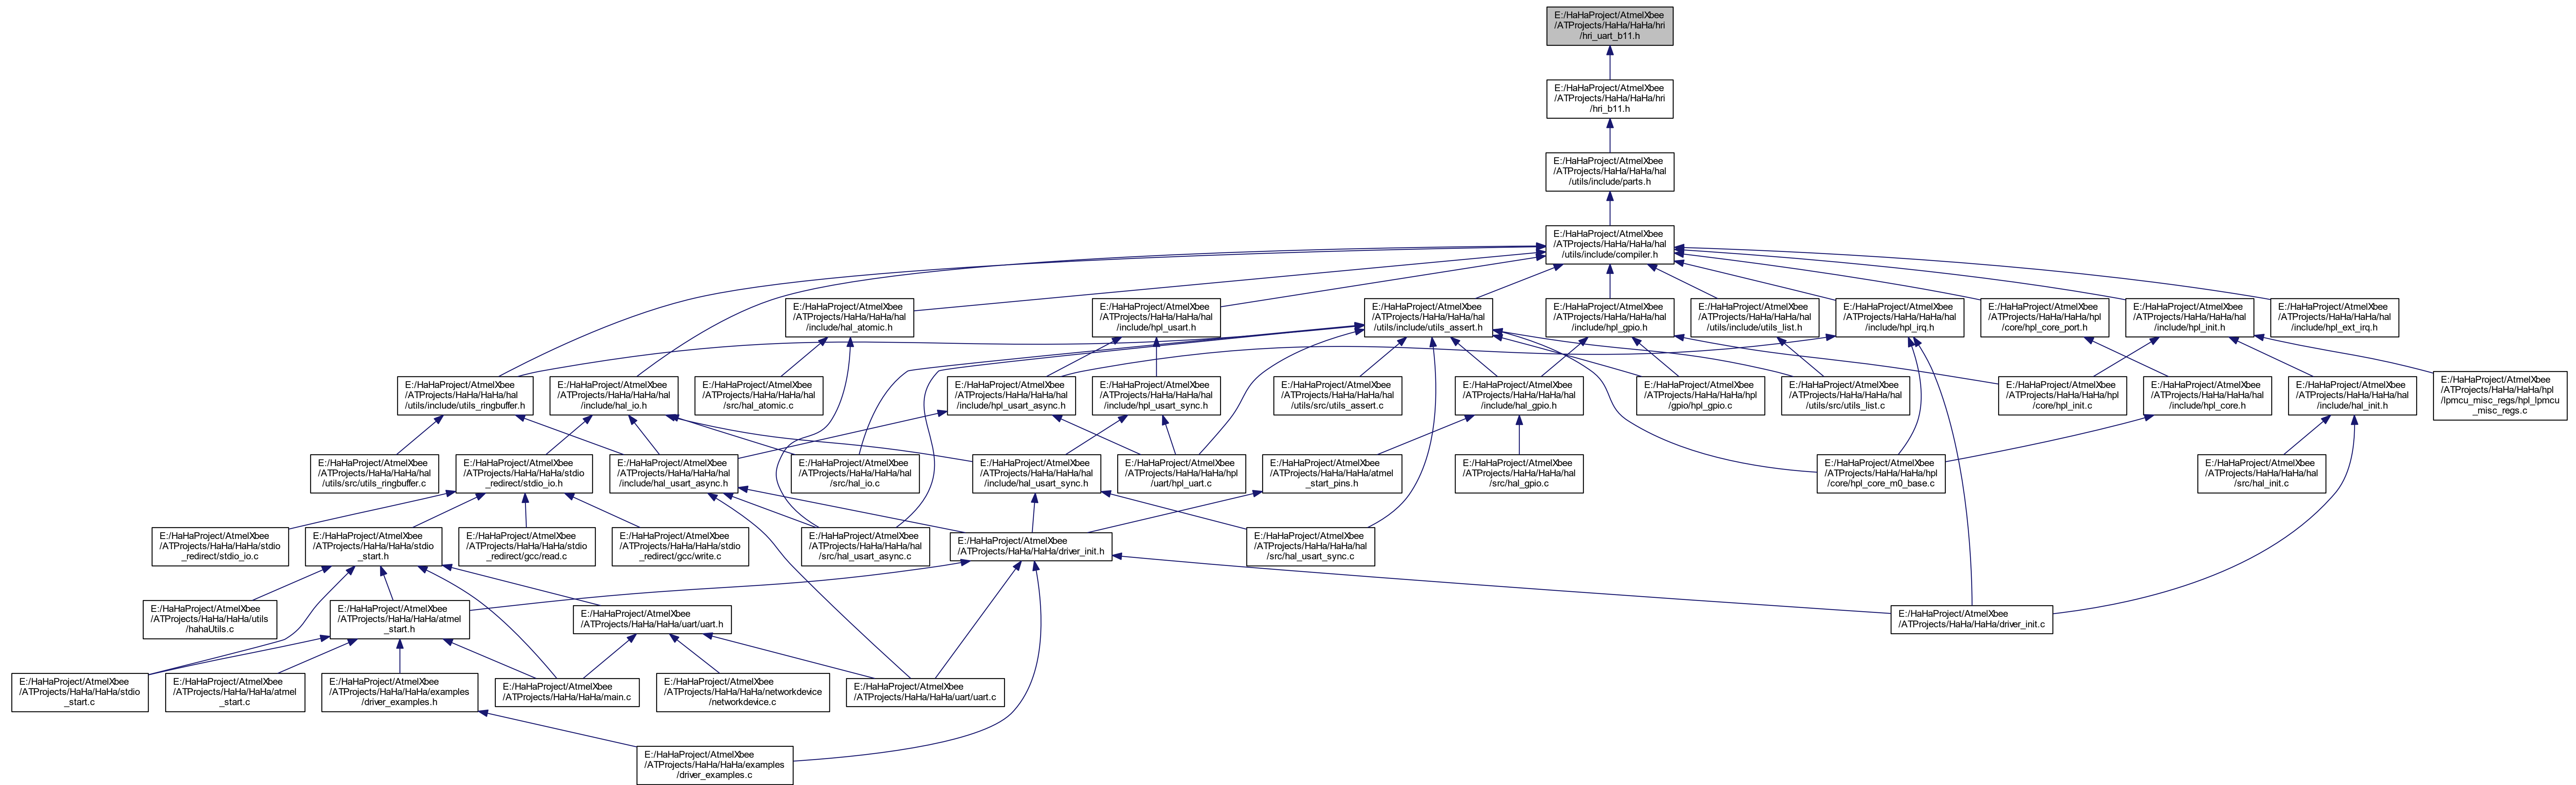 E:/HaHaProject/AtmelXbee
/ATProjects/HaHa/HaHa/hri
/hri_uart_b11.h
E:/HaHaProject/AtmelXbee
/ATProjects/HaHa/HaHa/hri
/hri_b11.h
E:/HaHaProject/AtmelXbee
/ATProjects/HaHa/HaHa/hal
/utils/include/parts.h
E:/HaHaProject/AtmelXbee
/ATProjects/HaHa/HaHa/hal
/utils/include/compiler.h
E:/HaHaProject/AtmelXbee
/ATProjects/HaHa/HaHa/hal
/include/hal_atomic.h
E:/HaHaProject/AtmelXbee
/ATProjects/HaHa/HaHa/hal
/include/hpl_usart.h
E:/HaHaProject/AtmelXbee
/ATProjects/HaHa/HaHa/hal
/utils/include/utils_assert.h
E:/HaHaProject/AtmelXbee
/ATProjects/HaHa/HaHa/hal
/include/hpl_gpio.h
E:/HaHaProject/AtmelXbee
/ATProjects/HaHa/HaHa/hal
/utils/include/utils_list.h
E:/HaHaProject/AtmelXbee
/ATProjects/HaHa/HaHa/hal
/include/hpl_irq.h
E:/HaHaProject/AtmelXbee
/ATProjects/HaHa/HaHa/hpl
/core/hpl_core_port.h
E:/HaHaProject/AtmelXbee
/ATProjects/HaHa/HaHa/hal
/include/hpl_init.h
E:/HaHaProject/AtmelXbee
/ATProjects/HaHa/HaHa/hal
/include/hpl_ext_irq.h
E:/HaHaProject/AtmelXbee
/ATProjects/HaHa/HaHa/hal
/utils/include/utils_ringbuffer.h
E:/HaHaProject/AtmelXbee
/ATProjects/HaHa/HaHa/hal
/include/hal_io.h
E:/HaHaProject/AtmelXbee
/ATProjects/HaHa/HaHa/hal
/src/hal_atomic.c
E:/HaHaProject/AtmelXbee
/ATProjects/HaHa/HaHa/hal
/include/hpl_usart_async.h
E:/HaHaProject/AtmelXbee
/ATProjects/HaHa/HaHa/hal
/include/hpl_usart_sync.h
E:/HaHaProject/AtmelXbee
/ATProjects/HaHa/HaHa/hal
/utils/src/utils_assert.c
E:/HaHaProject/AtmelXbee
/ATProjects/HaHa/HaHa/hal
/include/hal_gpio.h
E:/HaHaProject/AtmelXbee
/ATProjects/HaHa/HaHa/hpl
/gpio/hpl_gpio.c
E:/HaHaProject/AtmelXbee
/ATProjects/HaHa/HaHa/hal
/utils/src/utils_list.c
E:/HaHaProject/AtmelXbee
/ATProjects/HaHa/HaHa/hpl
/core/hpl_init.c
E:/HaHaProject/AtmelXbee
/ATProjects/HaHa/HaHa/hal
/include/hpl_core.h
E:/HaHaProject/AtmelXbee
/ATProjects/HaHa/HaHa/hal
/include/hal_init.h
E:/HaHaProject/AtmelXbee
/ATProjects/HaHa/HaHa/hpl
/lpmcu_misc_regs/hpl_lpmcu
_misc_regs.c
E:/HaHaProject/AtmelXbee
/ATProjects/HaHa/HaHa/hal
/utils/src/utils_ringbuffer.c
E:/HaHaProject/AtmelXbee
/ATProjects/HaHa/HaHa/stdio
_redirect/stdio_io.h
E:/HaHaProject/AtmelXbee
/ATProjects/HaHa/HaHa/hal
/include/hal_usart_async.h
E:/HaHaProject/AtmelXbee
/ATProjects/HaHa/HaHa/hal
/src/hal_io.c
E:/HaHaProject/AtmelXbee
/ATProjects/HaHa/HaHa/hal
/include/hal_usart_sync.h
E:/HaHaProject/AtmelXbee
/ATProjects/HaHa/HaHa/hpl
/uart/hpl_uart.c
E:/HaHaProject/AtmelXbee
/ATProjects/HaHa/HaHa/atmel
_start_pins.h
E:/HaHaProject/AtmelXbee
/ATProjects/HaHa/HaHa/hal
/src/hal_gpio.c
E:/HaHaProject/AtmelXbee
/ATProjects/HaHa/HaHa/hpl
/core/hpl_core_m0_base.c
E:/HaHaProject/AtmelXbee
/ATProjects/HaHa/HaHa/hal
/src/hal_init.c
E:/HaHaProject/AtmelXbee
/ATProjects/HaHa/HaHa/stdio
_redirect/stdio_io.c
E:/HaHaProject/AtmelXbee
/ATProjects/HaHa/HaHa/stdio
_start.h
E:/HaHaProject/AtmelXbee
/ATProjects/HaHa/HaHa/stdio
_redirect/gcc/read.c
E:/HaHaProject/AtmelXbee
/ATProjects/HaHa/HaHa/stdio
_redirect/gcc/write.c
E:/HaHaProject/AtmelXbee
/ATProjects/HaHa/HaHa/hal
/src/hal_usart_async.c
E:/HaHaProject/AtmelXbee
/ATProjects/HaHa/HaHa/driver_init.h
E:/HaHaProject/AtmelXbee
/ATProjects/HaHa/HaHa/hal
/src/hal_usart_sync.c
E:/HaHaProject/AtmelXbee
/ATProjects/HaHa/HaHa/utils
/hahaUtils.c
E:/HaHaProject/AtmelXbee
/ATProjects/HaHa/HaHa/atmel
_start.h
E:/HaHaProject/AtmelXbee
/ATProjects/HaHa/HaHa/uart/uart.h
E:/HaHaProject/AtmelXbee
/ATProjects/HaHa/HaHa/driver_init.c
E:/HaHaProject/AtmelXbee
/ATProjects/HaHa/HaHa/stdio
_start.c
E:/HaHaProject/AtmelXbee
/ATProjects/HaHa/HaHa/atmel
_start.c
E:/HaHaProject/AtmelXbee
/ATProjects/HaHa/HaHa/examples
/driver_examples.h
E:/HaHaProject/AtmelXbee
/ATProjects/HaHa/HaHa/main.c
E:/HaHaProject/AtmelXbee
/ATProjects/HaHa/HaHa/networkdevice
/networkdevice.c
E:/HaHaProject/AtmelXbee
/ATProjects/HaHa/HaHa/uart/uart.c
E:/HaHaProject/AtmelXbee
/ATProjects/HaHa/HaHa/examples
/driver_examples.c